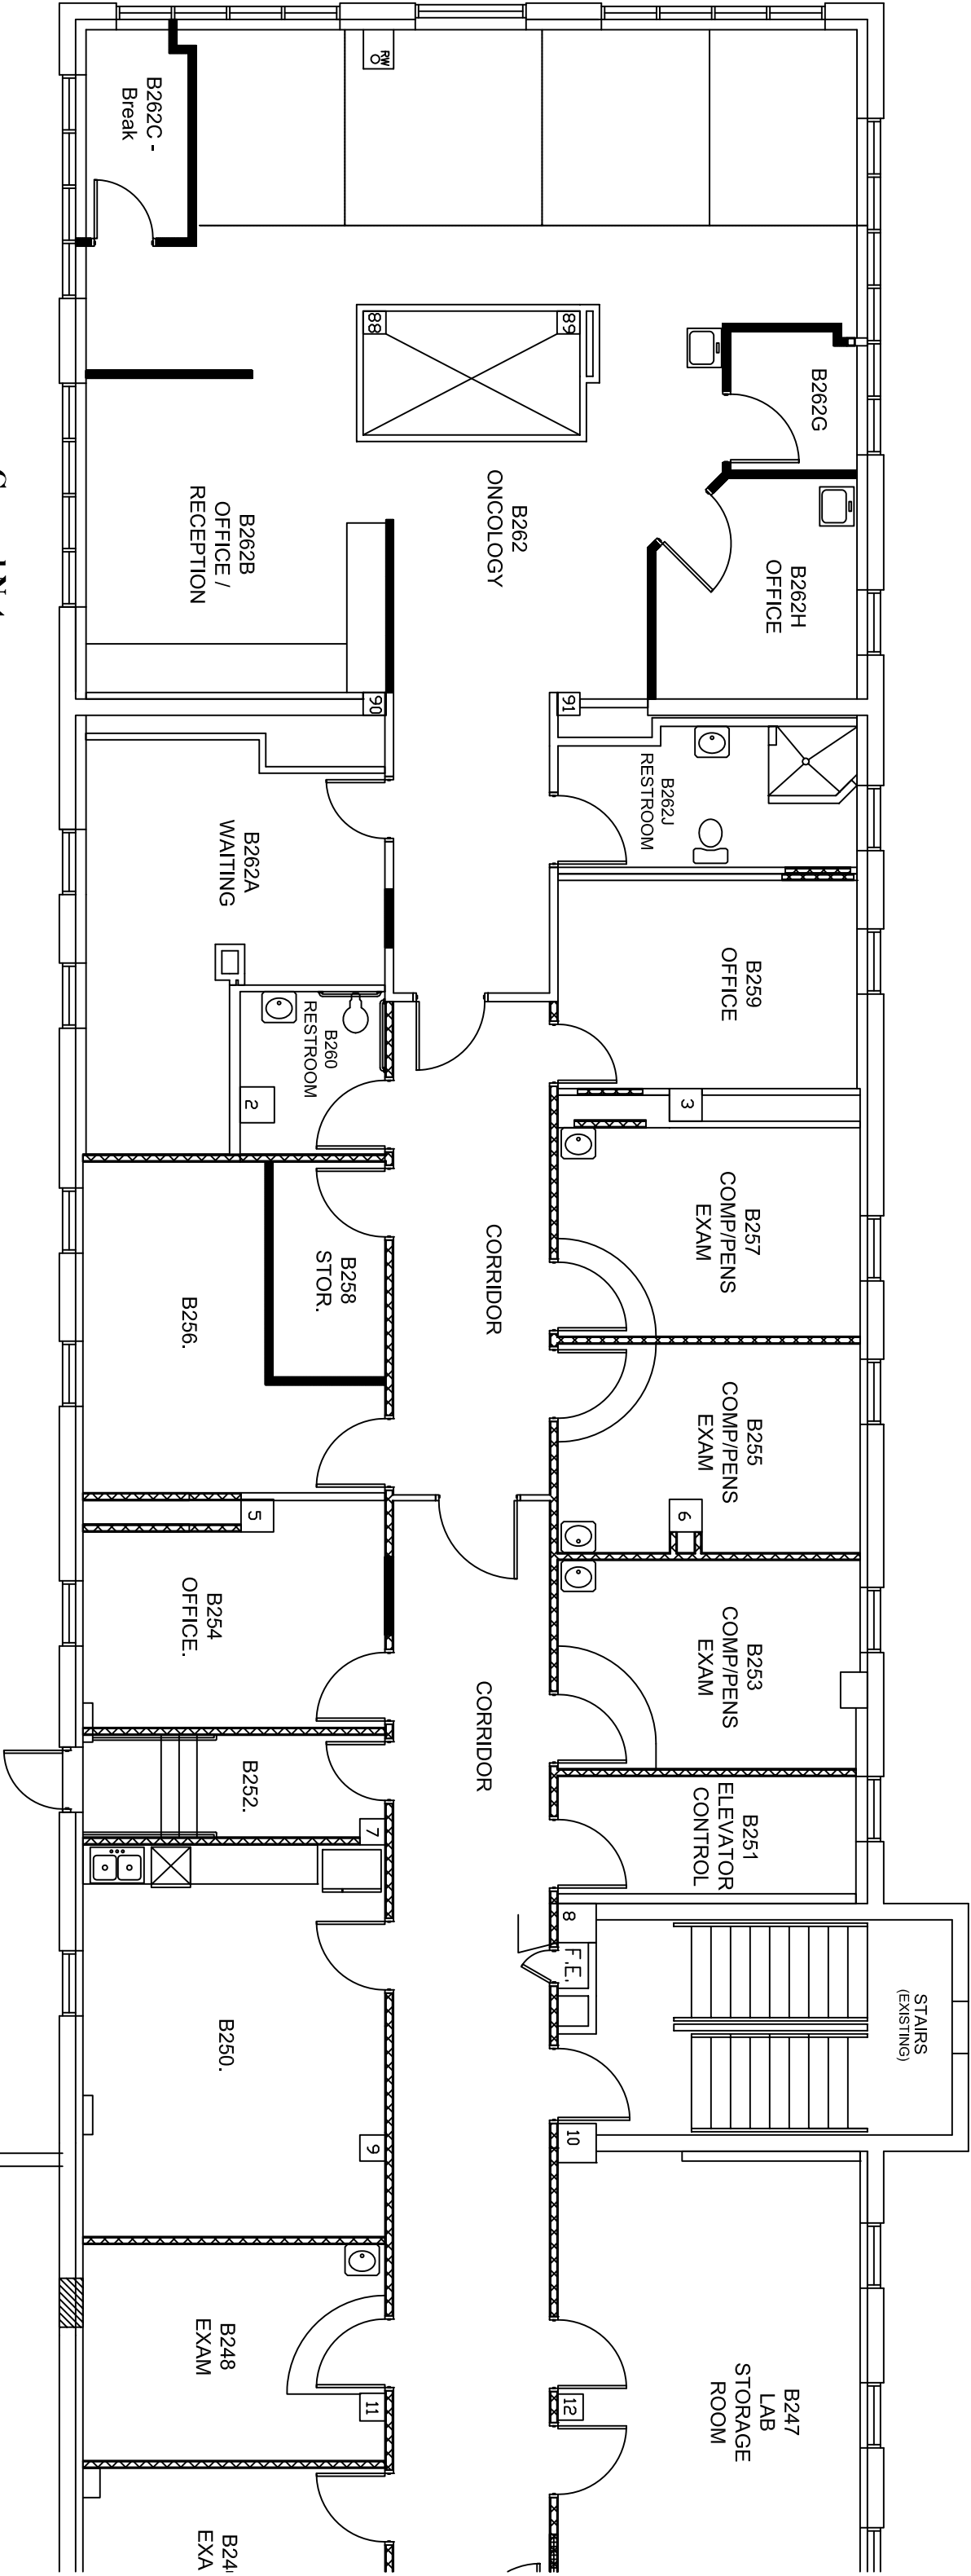 B262C -
Break
RW
O
88
89
B262G
B262
ONCOLOGY
B262B
OFFICE /
RECEPTION
B262H
OFFICE
90
91
B262J
RESTROOM
B262A
WAITING
B259
OFFICE
B260
RESTROOM
2
3
B257
COMP/PENS
EXAM
CORRIDOR
B258
STOR.
B256.
B255
COMP/PENS
EXAM
5
6
B254
OFFICE.
B253
COMP/PENS
EXAM
CORRIDOR
B252.
7
B251
ELEVATOR
CONTROL
8
F.E.
STAIRS
(EXISTING)
B250.
9
10
B248
EXAM
11
12
B247
LAB
STORAGE
ROOM
B24
EXA